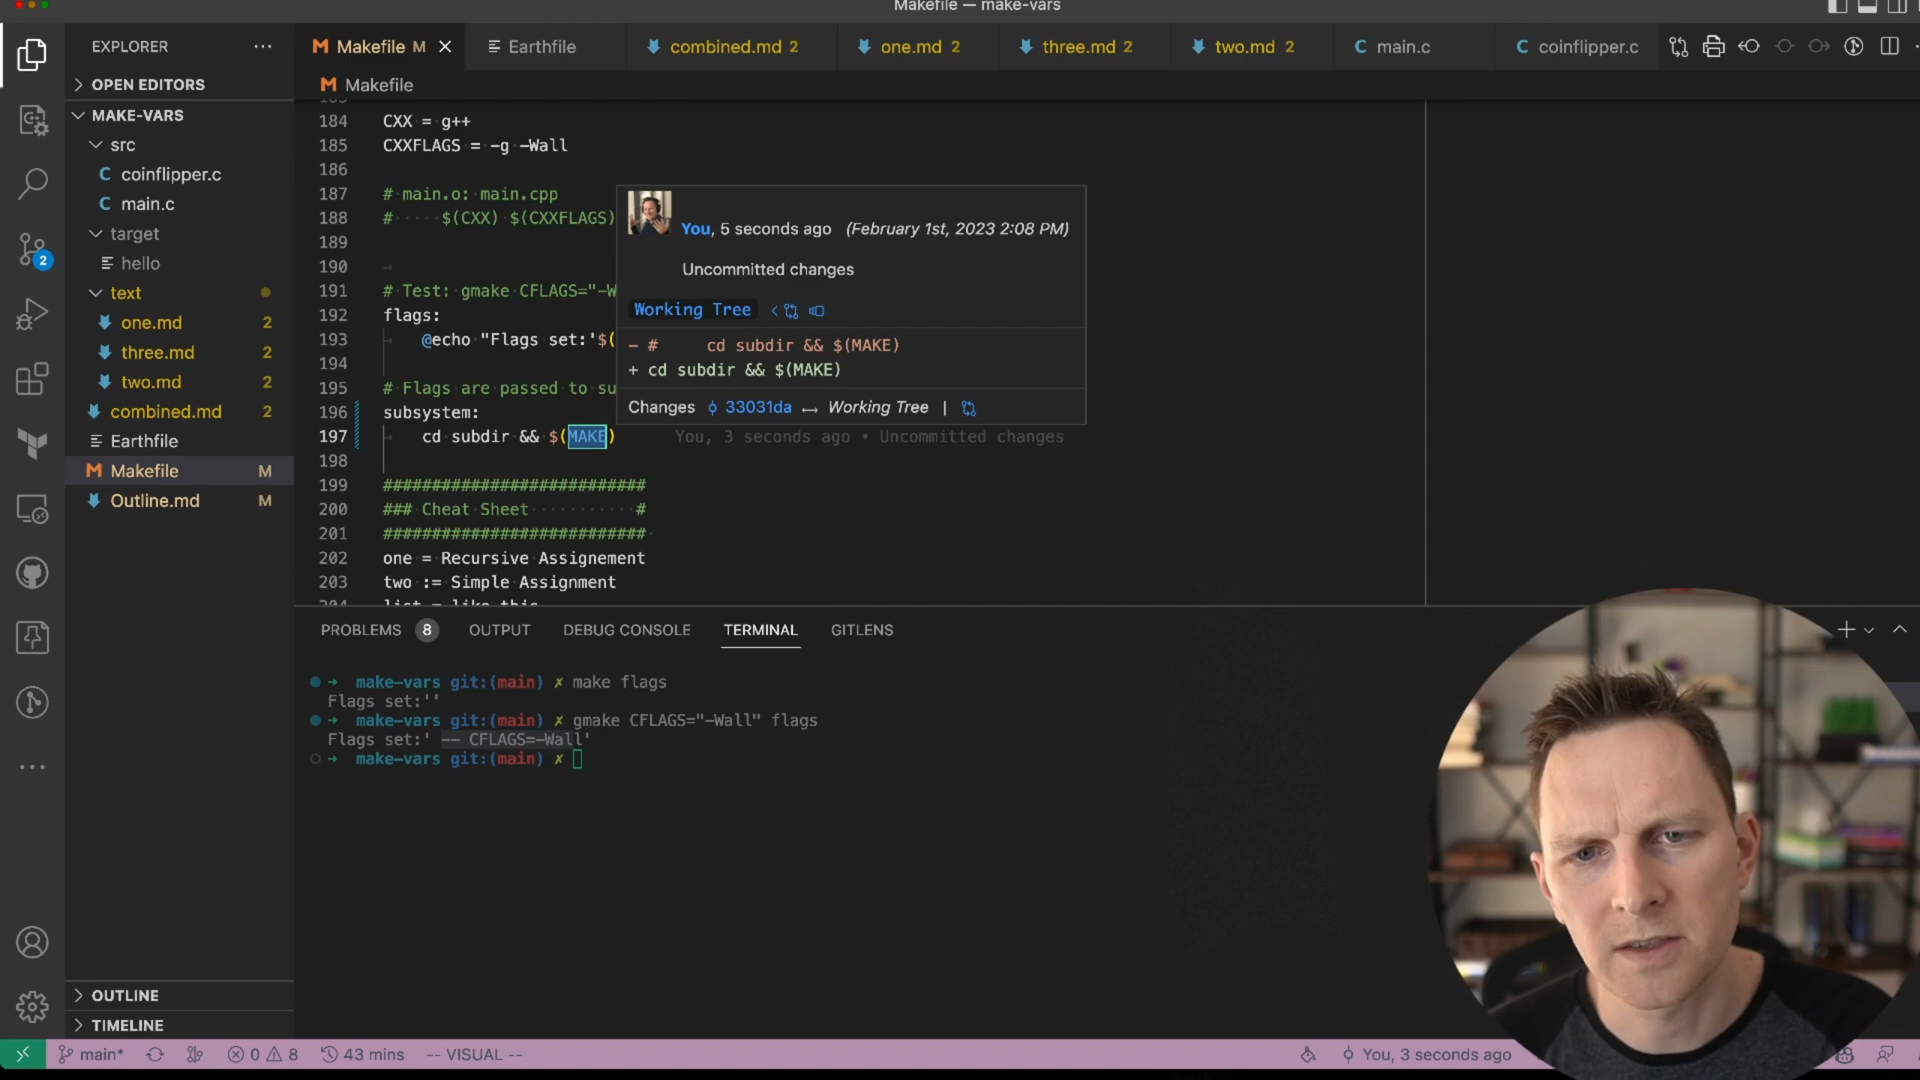 Makefile — make-vars
EXPLORER
Makefile M
Earthfile
combined.md 2
one.md 2
three.md 2
two.md 2
main.c
coinflipper.c
OPEN EDITORS
Makefile
MAKE-VARS
src
coinflipper.c
main.c
target
hello
text
one.md 2
three.md 2
two.md 2
combined.md 2
Earthfile
Makefile M
Outline.md M
OUTLINE
TIMELINE
184 CXX = g++
185 CXXFLAGS = -g -Wall
186
187 # main.o: main.cpp
188 # $(CXX) $(CXXFLAGS)
189
190
191 # Test: gmake CFLAGS="-W
192 flags:
193 @echo "Flags set:'$(
194
195 # Flags are passed to su
196 subsystem:
197 cd subdir && $(MAKE) You, 3 seconds ago • Uncommitted changes
198
199 ###########################
200 ### Cheat Sheet #
201 ###########################
202 one = Recursive Assignement
203 two := Simple Assignment
204 list = like this
You, 5 seconds ago (February 1st, 2023 2:08 PM)
Uncommitted changes
Working Tree
- # cd subdir && $(MAKE)
+ cd subdir && $(MAKE)
Changes 33031da Working Tree |
PROBLEMS 8 OUTPUT DEBUG CONSOLE TERMINAL GITLENS
make-vars git:(main) ✗ make flags
Flags set:''
make-vars git:(main) ✗ gmake CFLAGS="-Wall" flags
Flags set:' -- CFLAGS=-Wall'
make-vars git:(main) ✗
2
main* 0 8 43 mins -- VISUAL -- You, 3 seconds ago